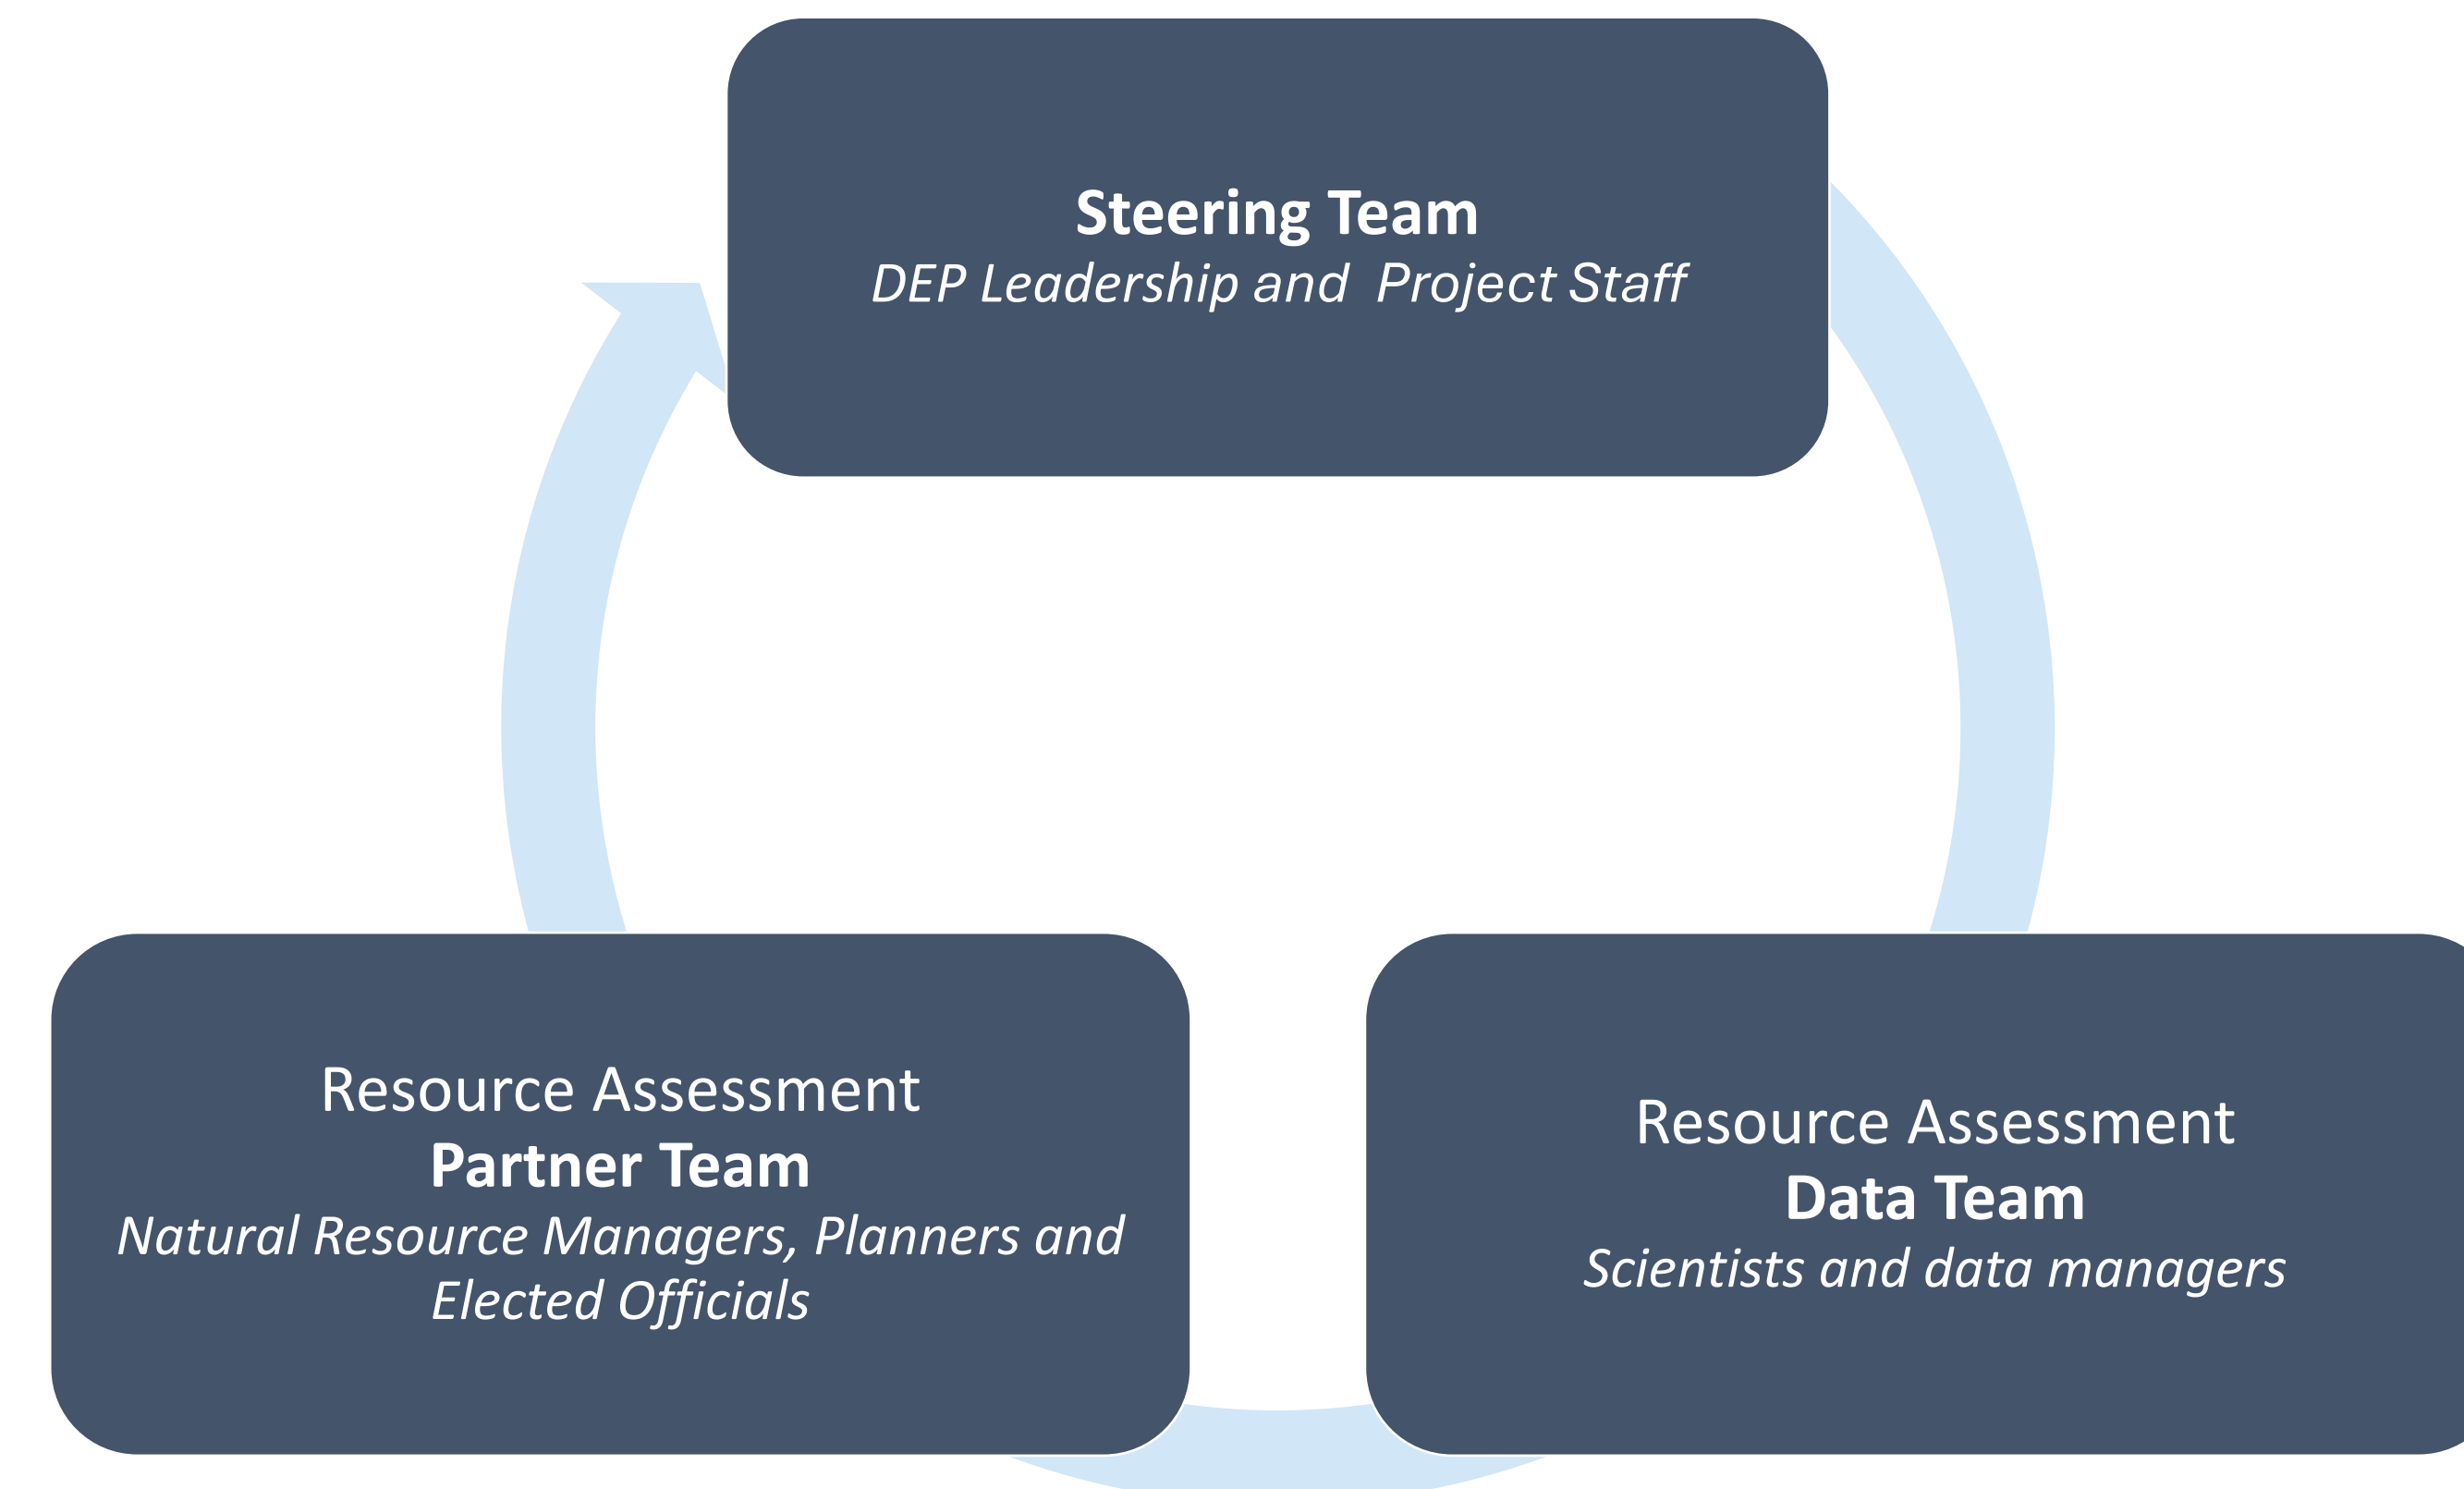 Steering Team
DEP Leadership and  Project Staff
Resource Assessment
Partner Team
Natural Resource Managers, Planners and
Elected Officials
Resource Assessment
Data Team
Scientists and data managers